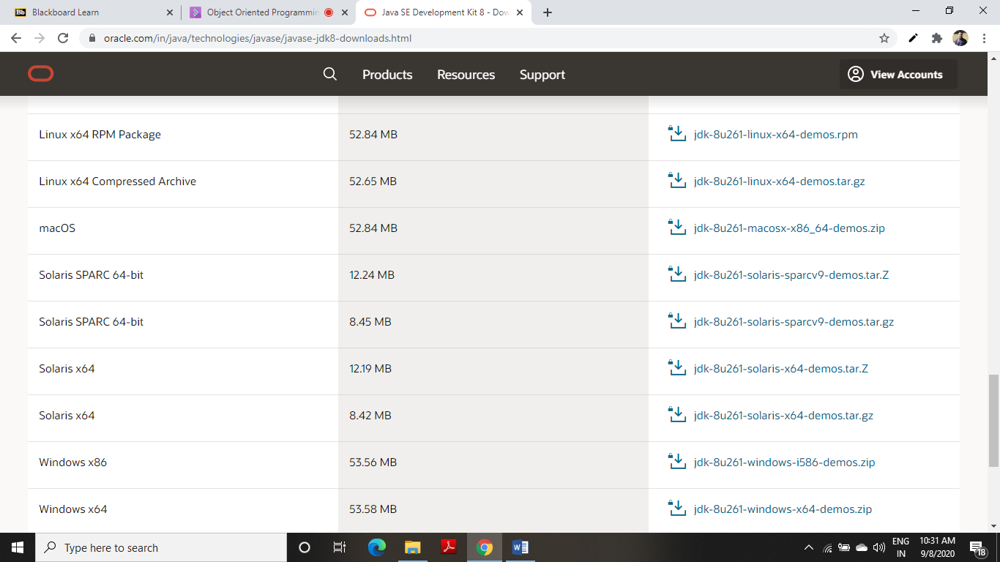 Blackboard Learn
Object Oriented Programmin
Java SE Development Kit 8 - Dow
oracle.com/in/java/technologies/javase/javase-jdk8-downloads.html
Products Resources Support View Accounts
Linux x64 RPM Package 52.84 MB jdk-8u261-linux-x64-demos.rpm
Linux x64 Compressed Archive 52.65 MB jdk-8u261-linux-x64-demos.tar.gz
macOS 52.84 MB jdk-8u261-macosx-x86_64-demos.zip
Solaris SPARC 64-bit 12.24 MB jdk-8u261-solaris-sparcv9-demos.tar.Z
Solaris SPARC 64-bit 8.45 MB jdk-8u261-solaris-sparcv9-demos.tar.gz
Solaris x64 12.19 MB jdk-8u261-solaris-x64-demos.tar.Z
Solaris x64 8.42 MB jdk-8u261-solaris-x64-demos.tar.gz
Windows x86 53.56 MB jdk-8u261-windows-i586-demos.zip
Windows x64 53.58 MB jdk-8u261-windows-x64-demos.zip
Type here to search
ENG
IN
10:31 AM
9/8/2020
18